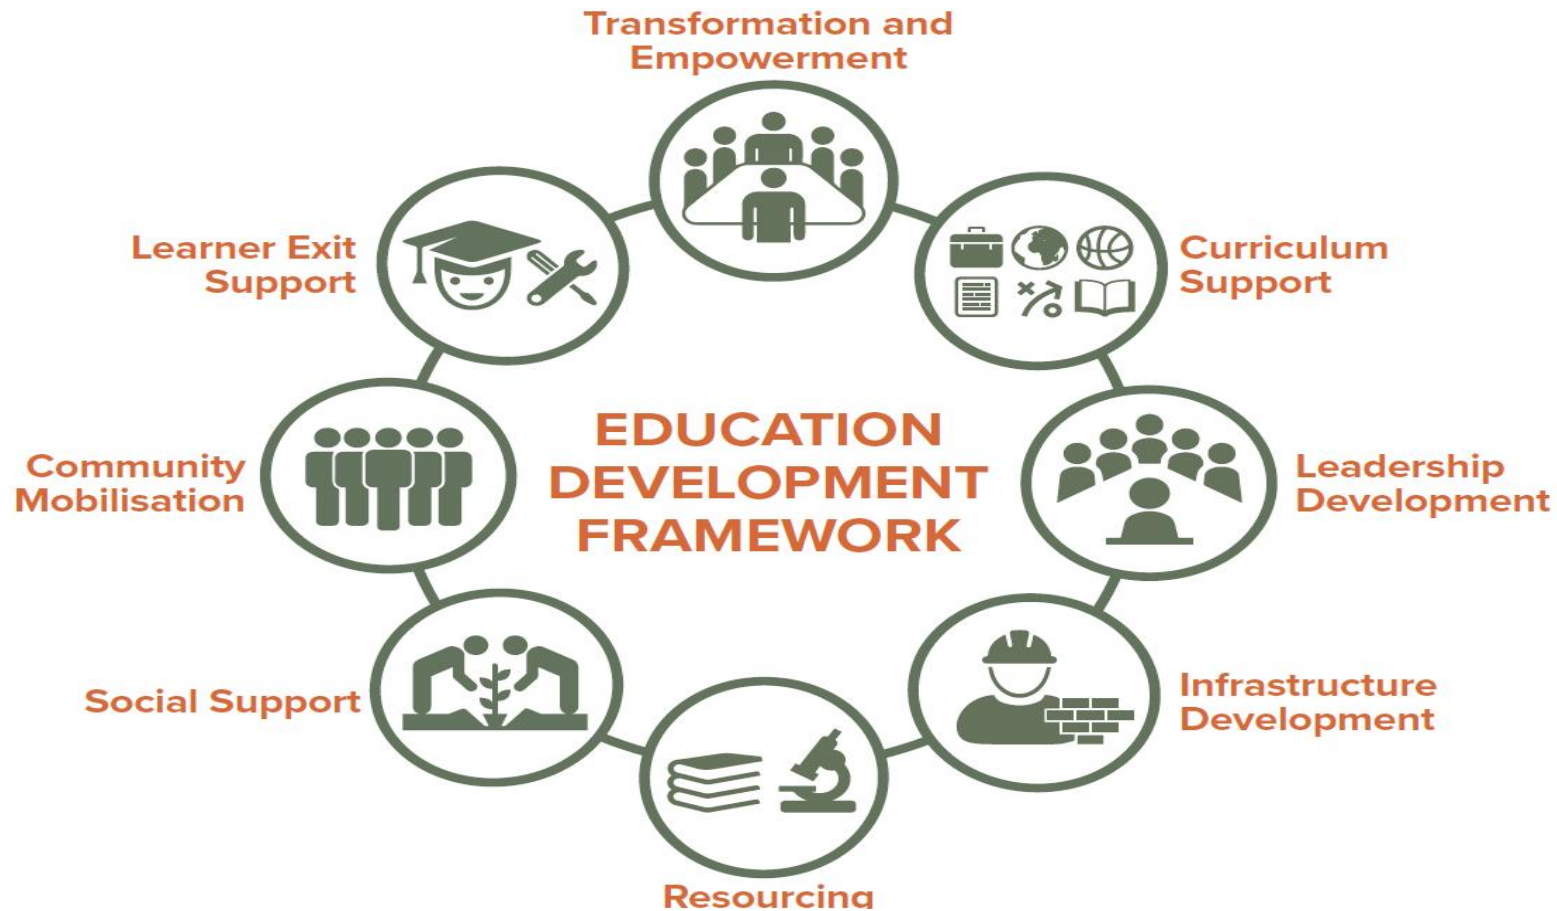 Transformation and
Empowerment
Curriculum
Support
Leadership
Development
Infrastructure
Development
Resourcing
Social Support
Community
Mobilisation
Learner Exit
Support
EDUCATION
DEVELOPMENT
FRAMEWORK